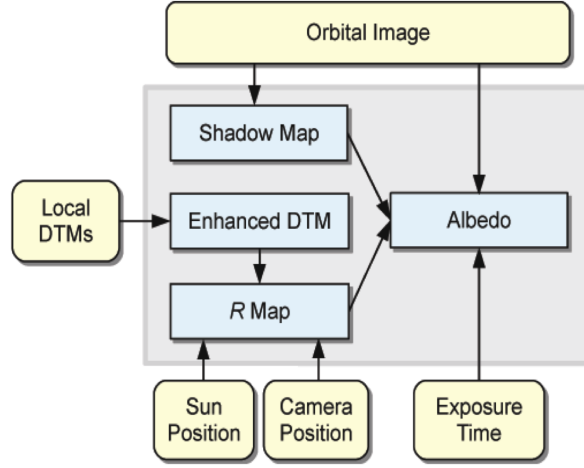 Orbital Image
Shadow Map
Local
DTMs
Enhanced DTM
Albedo
R Map
Sun
Position
Camera
Position
Exposure
Time